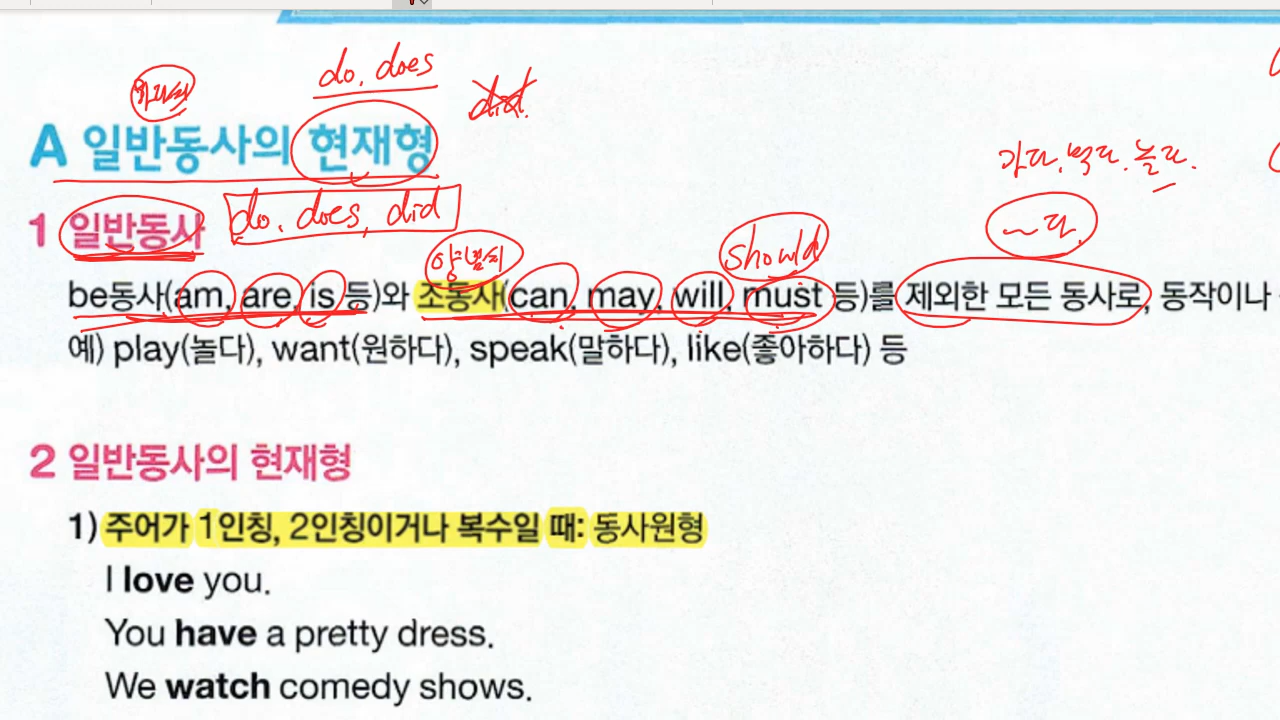 do. does
did.
A 일반동사의 현재형
가다. 먹다. 놀다.
1 일반동사
do. does, did
should
~다.
be동사(am, are, is 등)와 조동사(can, may, will, must 등)를 제외한 모든 동사로, 동작이나
예) play(놀다), want(원하다), speak(말하다), like(좋아하다) 등
2 일반동사의 현재형
1) 주어가 1인칭, 2인칭이거나 복수일 때: 동사원형
I love you.
You have a pretty dress.
We watch comedy shows.